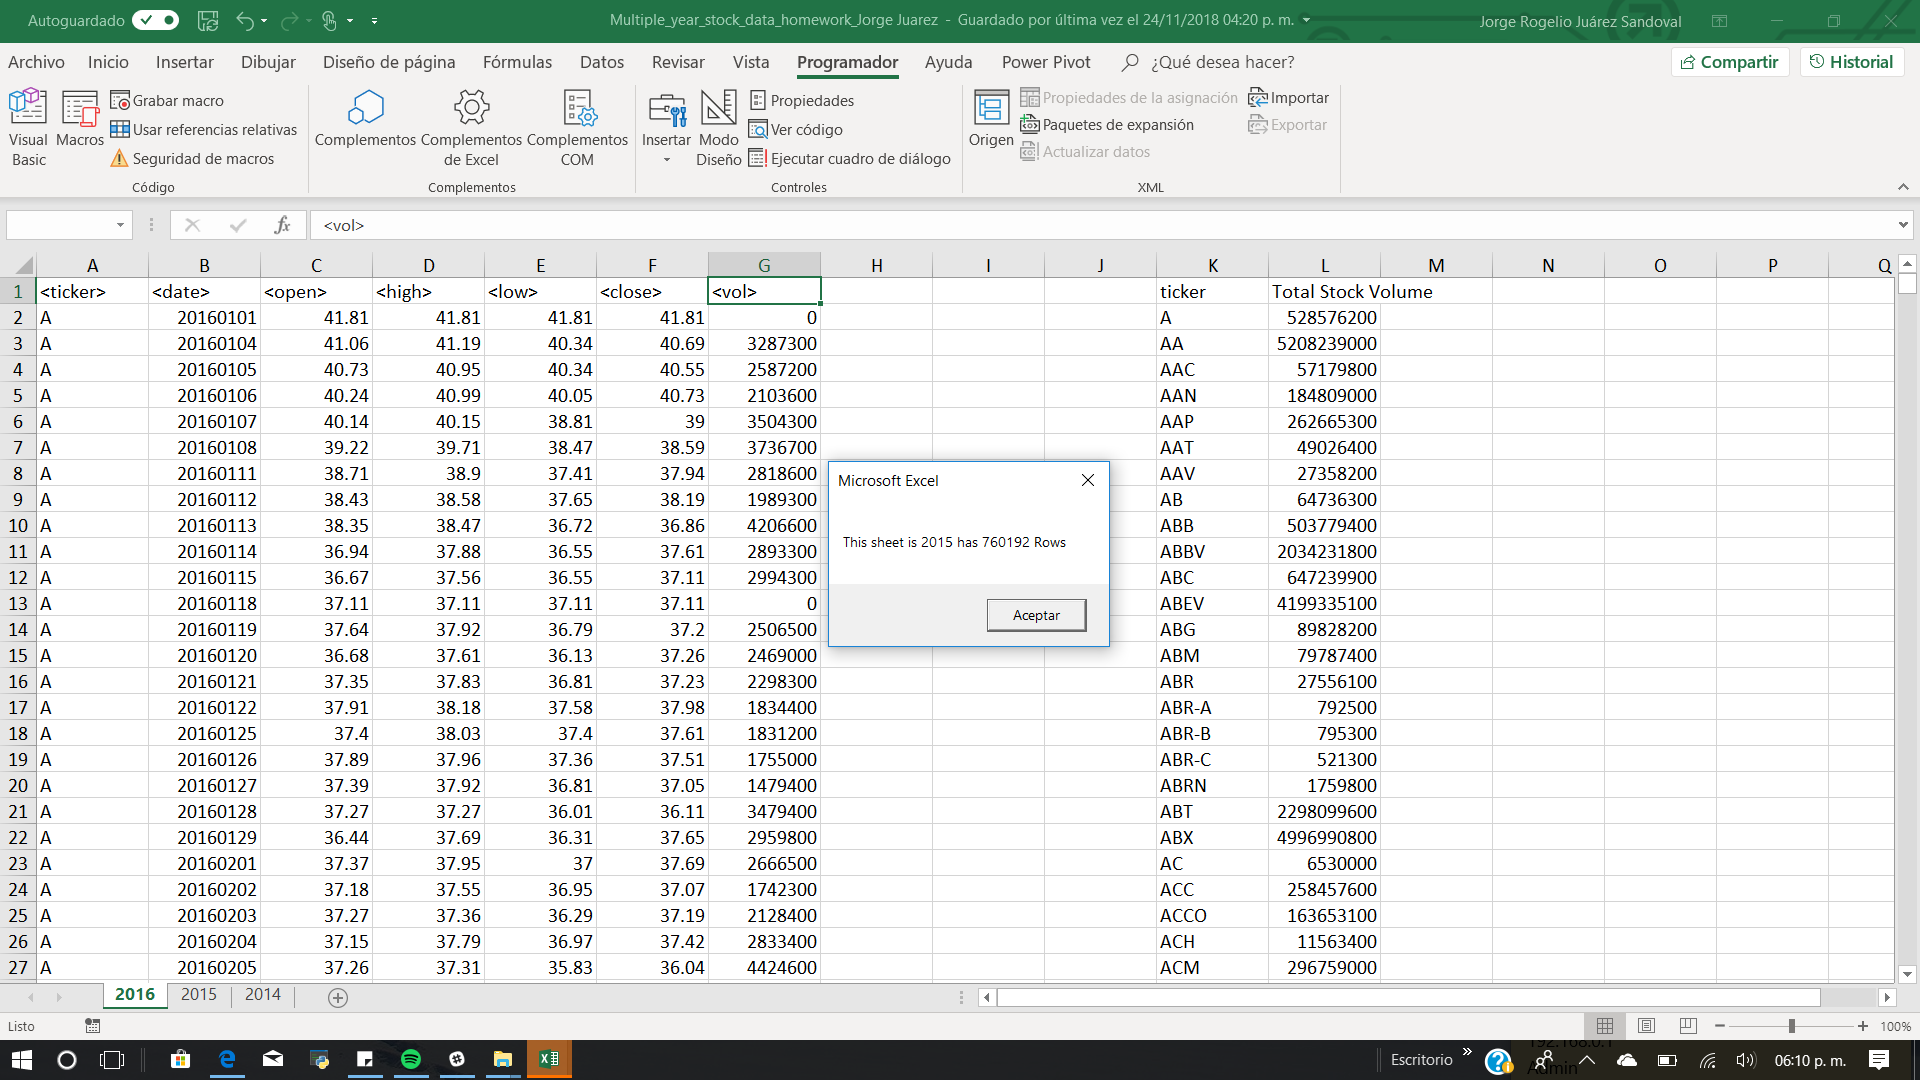 Autoguardado
Multiple_year_stock_data_homework_Jorge Juarez - Guardado por última vez el 24/11/2018 04:20 p. m.
Jorge Rogelio Juárez Sandoval
Archivo Inicio Insertar Dibujar Diseño de página Fórmulas Datos Revisar Vista Programador Ayuda Power Pivot ¿Qué desea hacer? Compartir Historial
Visual Basic
Macros
Grabar macro
Usar referencias relativas
Seguridad de macros
Código
Complementos
Complementos de Excel
Complementos COM
Complementos
Insertar
Modo Diseño
Propiedades
Ver código
Ejecutar cuadro de diálogo
Controles
Origen
Propiedades de la asignación
Paquetes de expansión
Actualizar datos
Importar
Exportar
XML
fx <vol>
A B C D E F G H I J K L M N O P Q
1 <ticker> <date> <open> <high> <low> <close> <vol> ticker Total Stock Volume
2 A 20160101 41.81 41.81 41.81 41.81 0 A 528576200
3 A 20160104 41.06 41.19 40.34 40.69 3287300 AA 5208239000
4 A 20160105 40.73 40.95 40.34 40.55 2587200 AAC 57179800
5 A 20160106 40.24 40.99 40.05 40.73 2103600 AAN 184809000
6 A 20160107 40.14 40.15 38.81 39 3504300 AAP 262665300
7 A 20160108 39.22 39.71 38.47 38.59 3736700 AAT 49026400
8 A 20160111 38.71 38.9 37.41 37.94 2818600 AAV 27358200
9 A 20160112 38.43 38.58 37.65 38.19 1989300 AB 64736300
10 A 20160113 38.35 38.47 36.72 36.86 4206600 ABB 503779400
11 A 20160114 36.94 37.88 36.55 37.61 2893300 ABBV 2034231800
12 A 20160115 36.67 37.56 36.55 37.11 2994300 ABC 647239900
13 A 20160118 37.11 37.11 37.11 37.11 0 ABEV 4199335100
14 A 20160119 37.64 37.92 36.79 37.2 2506500 ABG 89828200
15 A 20160120 36.68 37.61 36.13 37.26 2469000 ABM 79787400
16 A 20160121 37.35 37.83 36.81 37.23 2298300 ABR 27556100
17 A 20160122 37.91 38.18 37.58 37.98 1834400 ABR-A 792500
18 A 20160125 37.4 38.03 37.4 37.61 1831200 ABR-B 795300
19 A 20160126 37.89 37.96 37.36 37.51 1755000 ABR-C 521300
20 A 20160127 37.39 37.92 36.81 37.05 1479400 ABRN 1759800
21 A 20160128 37.27 37.27 36.01 36.11 3479400 ABT 2298099600
22 A 20160129 36.44 37.69 36.31 37.65 2959800 ABX 4996990800
23 A 20160201 37.37 37.95 37 37.69 2666500 AC 6530000
24 A 20160202 37.18 37.55 36.95 37.07 1742300 ACC 258457600
25 A 20160203 37.27 37.36 36.29 37.19 2128400 ACCO 163653100
26 A 20160204 37.15 37.79 36.97 37.42 2833400 ACH 11563400
27 A 20160205 37.26 37.31 35.83 36.04 4424600 ACM 296759000
Microsoft Excel
This sheet is 2015 has 760192 Rows
Aceptar
2016 2015 2014
Listo
100%
Escritorio
192.168.0.1
Admin
06:10 p. m.